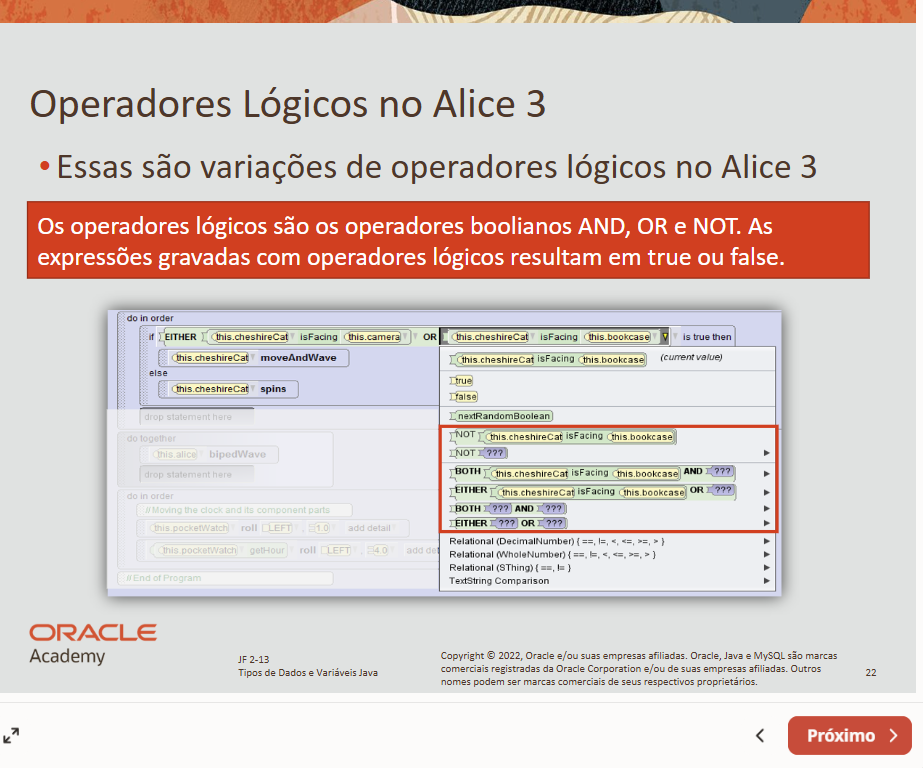 Operadores Lógicos no Alice 3
• Essas são variações de operadores lógicos no Alice 3
Os operadores lógicos são os operadores boolianos AND, OR e NOT. As
expressões gravadas com operadores lógicos resultam em true ou false.
do in order
if EITHER this.cheshireCat isFacing this.camera OR this.cheshireCat isFacing this.bookcase is true then
this.cheshireCat moveAndWave
else
this.cheshireCat spins
drop statement here
do together
this.alice bipedWave
drop statement here
do in order
//Moving the clock and its component parts
this.pocketWatch roll LEFT , 1.0 add detail
this.pocketWatch getHour roll LEFT , 4.0 add det
//End of Program
this.cheshireCat isFacing this.bookcase (current value)
true
false
nextRandomBoolean
NOT this.cheshireCat isFacing this.bookcase
NOT ???
BOTH this.cheshireCat isFacing this.bookcase AND ???
EITHER this.cheshireCat isFacing this.bookcase OR ???
BOTH ??? AND ???
EITHER ??? OR ???
Relational (DecimalNumber) { ==, !=, <, <=, >=, > }
Relational (WholeNumber) { ==, !=, <, <=, >=, > }
Relational (SThing) { ==, != }
TextString Comparison
ORACLE
Academy
JF 2-13
Tipos de Dados e Variáveis Java
Copyright © 2022, Oracle e/ou suas empresas afiliadas. Oracle, Java e MySQL são marcas
comerciais registradas da Oracle Corporation e/ou de suas empresas afiliadas. Outros
nomes podem ser marcas comerciais de seus respectivos proprietários.
22
Próximo